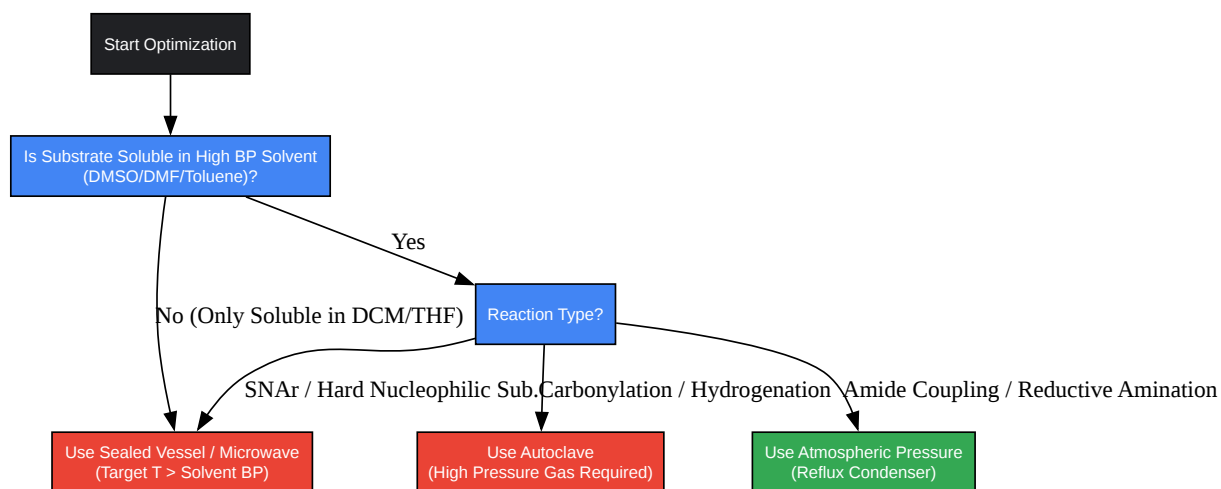 Start Optimization
Is Substrate Soluble in High BP Solvent
(DMSO/DMF/Toluene)?
Yes
Reaction Type?
No (Only Soluble in DCM/THF)
SNAr / Hard Nucleophilic Sub.
Carbonylation / Hydrogenation
Amide Coupling / Reductive Amination
Use Sealed Vessel / Microwave
(Target T > Solvent BP)
Use Autoclave
(High Pressure Gas Required)
Use Atmospheric Pressure
(Reflux Condenser)